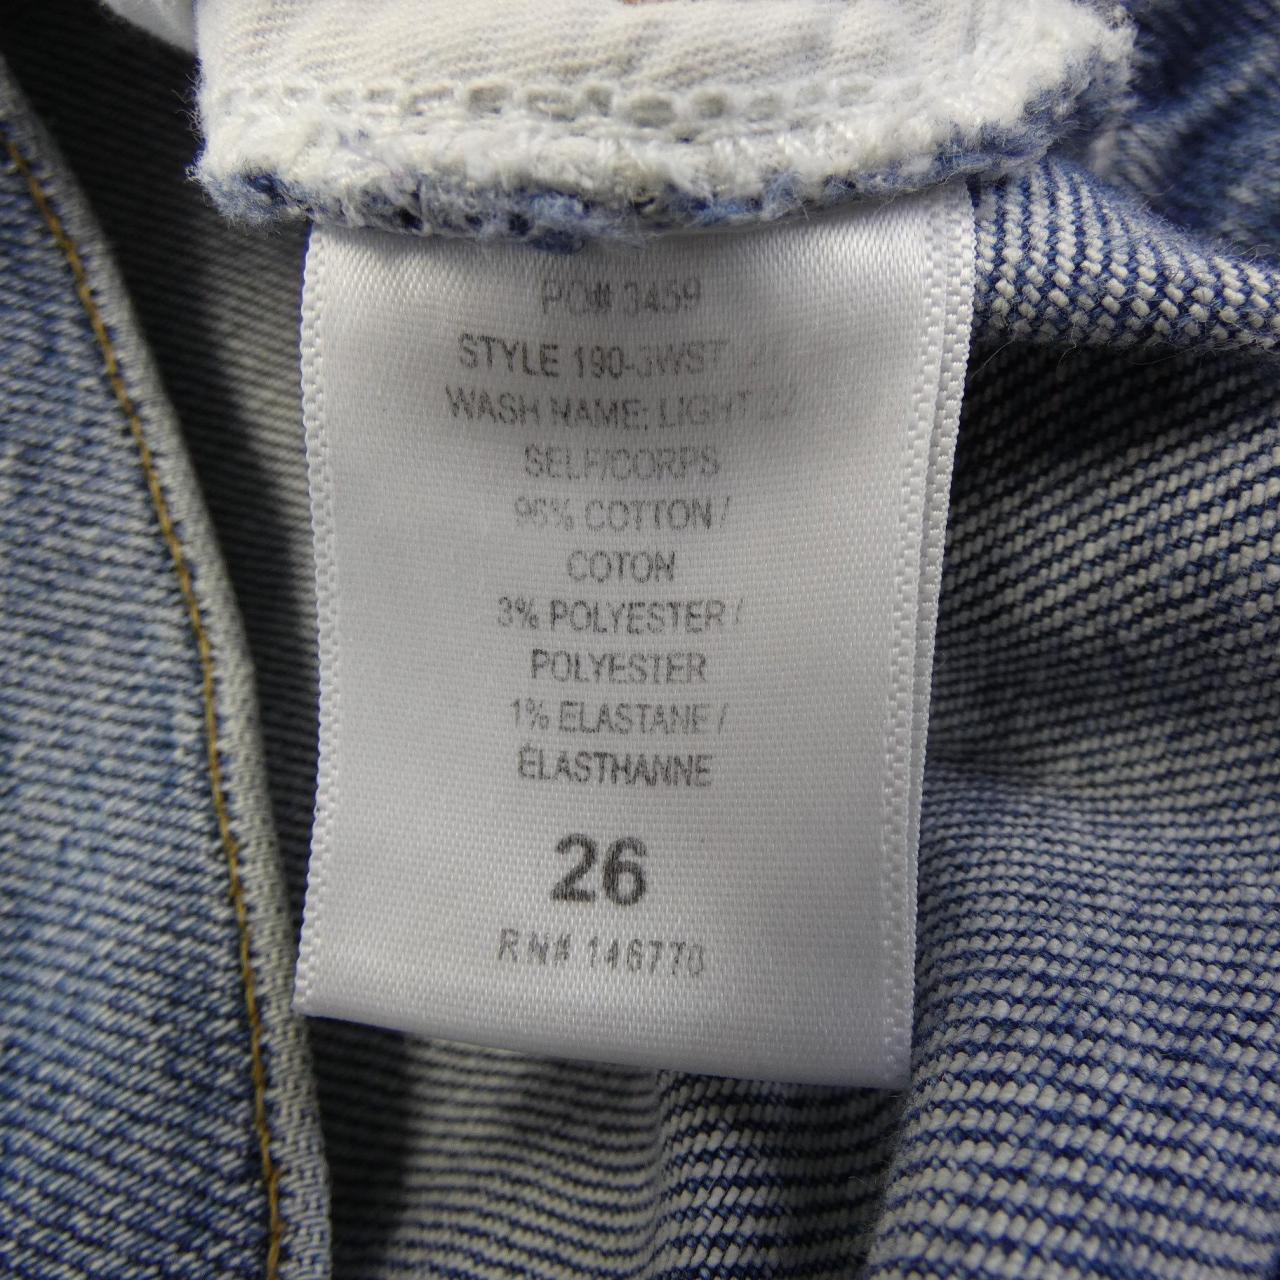 PO# 3459
STYLE 190-3WST
WASH NAME: LIGHT
SELF/CORPS
96% COTTON /
COTON
3% POLYESTER /
POLYESTER
1% ELASTANE /
ÉLASTHANNE
26
RN# 146770